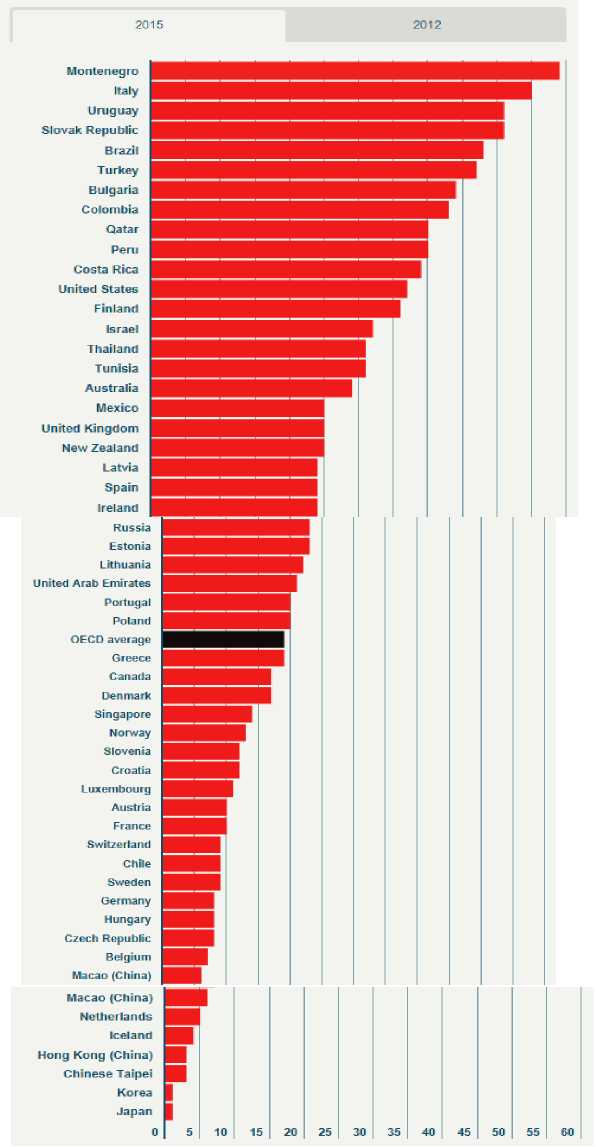 2015 2012
Montenegro
Italy
Uruguay
Slovak Republic
Brazil
Turkey
Bulgaria
Colombia
Qatar
Peru
Costa Rica
United States
Finland
Israel
Thailand
Tunisia
Australia
Mexico
United Kingdom
New Zealand
Latvia
Spain
Ireland
Russia
Estonia
Lithuania
United Arab Emirates
Portugal
Poland
OECD average
Greece
Canada
Denmark
Singapore
Norway
Slovenia
Croatia
Luxembourg
Austria
France
Switzerland
Chile
Sweden
Germany
Hungary
Czech Republic
Belgium
Macao (China)
Macao (China)
Netherlands
Iceland
Hong Kong (China)
Chinese Taipei
Korea
Japan
0 5 10 15 20 25 30 35 40 45 50 55 60